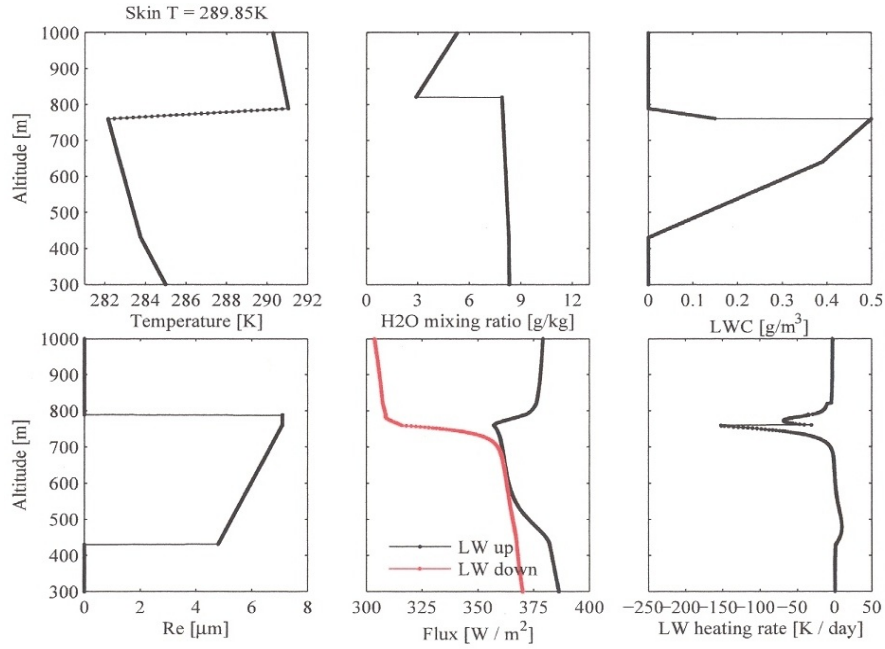 Skin T = 289.85K
1000
900
800
700
600
500
400
300
Altitude [m]
282 284 286 288 290 292
Temperature [K]
0 3 6 9 12
H2O mixing ratio [g/kg]
0 0.1 0.2 0.3 0.4 0.5
LWC [g/m³]
1000
900
800
700
600
500
400
300
Altitude [m]
0 2 4 6 8
Re [μm]
LW up
LW down
300 325 350 375 400
Flux [W / m²]
−250−200−150−100−50 0 50
LW heating rate [K / day]